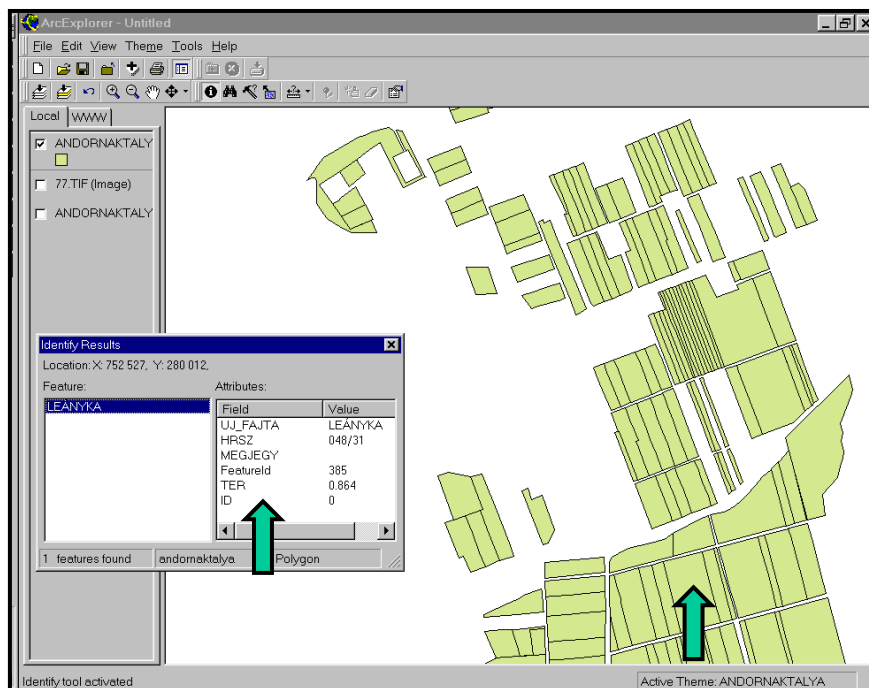 ArcExplorer - Untitled
File Edit View Theme Tools Help
Local WWW
ANDORNAKTALY
77.TIF (Image)
ANDORNAKTALY
Identify Results
Location: X: 752 527, Y: 280 012,
Feature: Attributes:
LEÁNYKA
Field Value
UJ_FAJTA LEÁNYKA
HRSZ 048/31
MEGJEGY
FeatureId 385
TER 0.864
ID 0
1 features found andornaktalya Polygon
Identify tool activated Active Theme: ANDORNAKTALYA